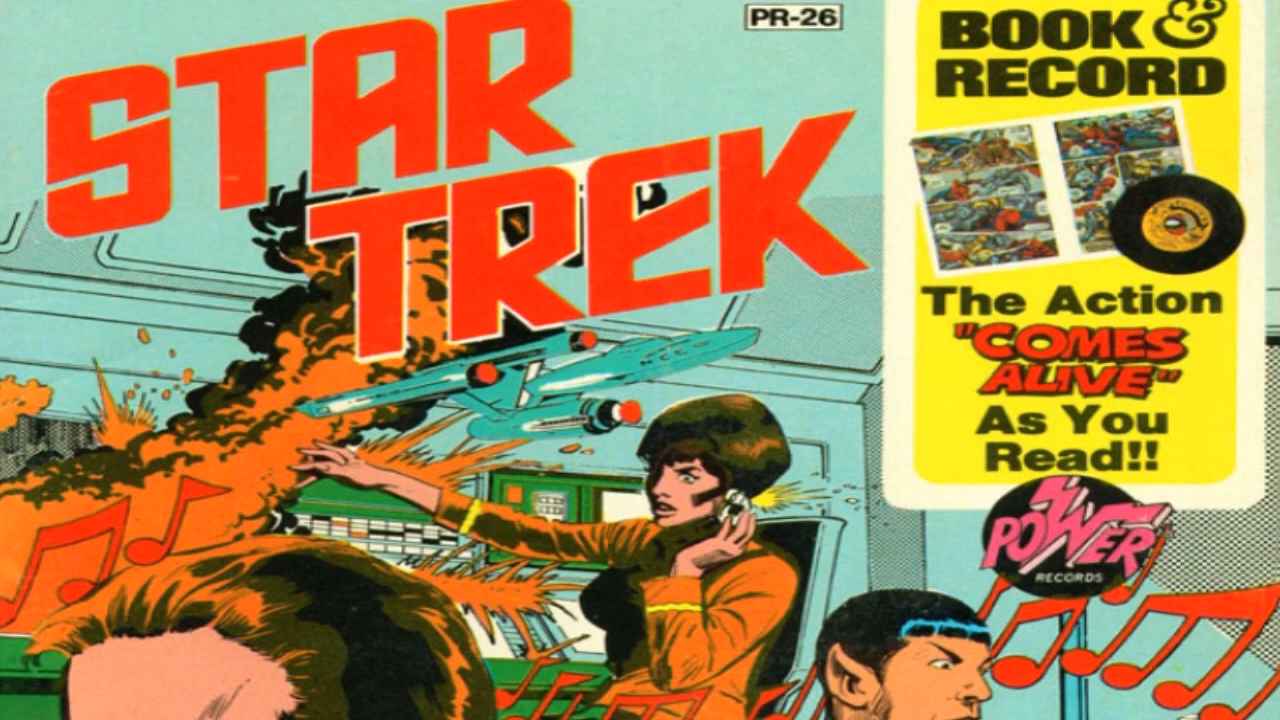 STAR
TREK
PR-26
BOOK &
RECORD
The Action
"COMES
ALIVE"
As You
Read!!
POWER
RECORDS